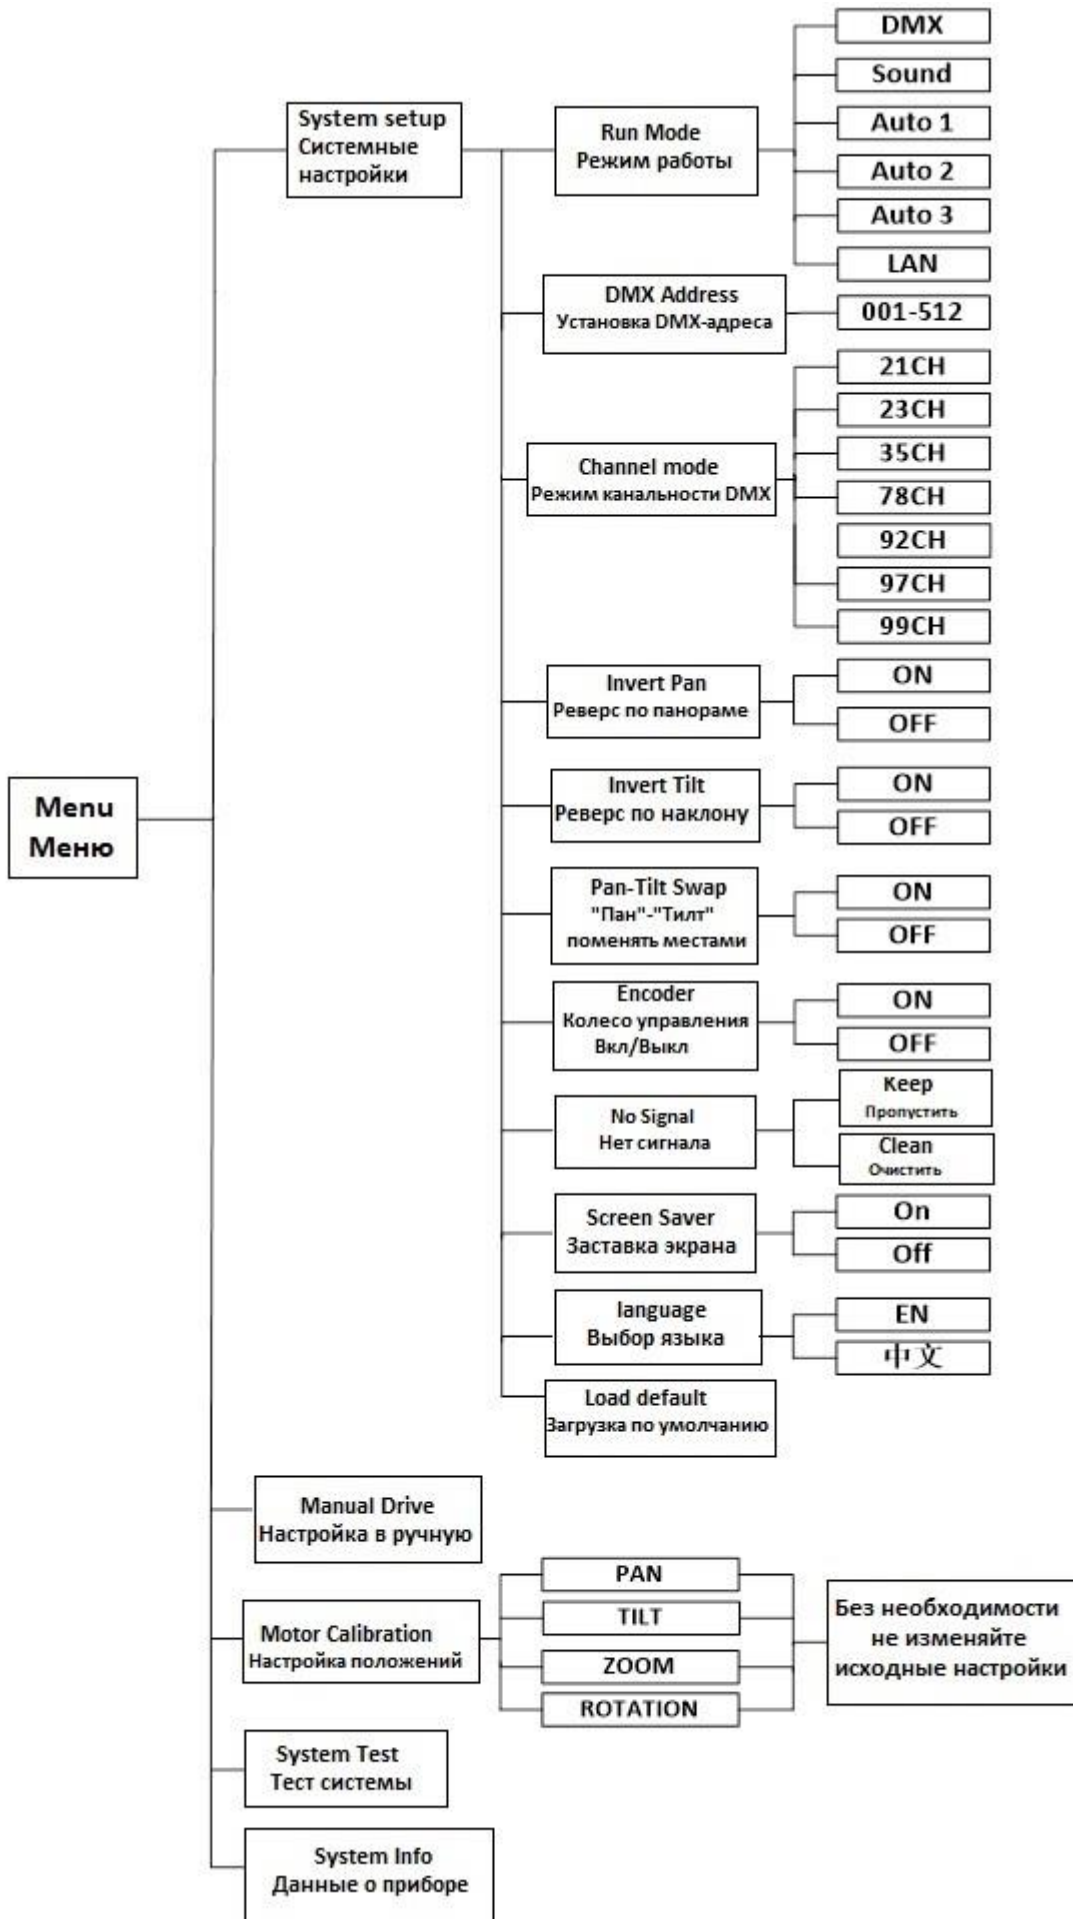 Menu
Меню
System setup
Системные
настройки
Run Mode
Режим работы
DMX
Sound
Auto 1
Auto 2
Auto 3
LAN
DMX Address
Установка DMX-адреса
001-512
Channel mode
Режим канальности DMX
21CH
23CH
35CH
78CH
92CH
97CH
99CH
Invert Pan
Реверс по панораме
ON
OFF
Invert Tilt
Реверс по наклону
ON
OFF
Pan-Tilt Swap
"Пан"-"Тилт"
поменять местами
ON
OFF
Encoder
Колесо управления
Вкл/Выкл
ON
OFF
No Signal
Нет сигнала
Keep
Пропустить
Clean
Очистить
Screen Saver
Заставка экрана
On
Off
language
Выбор языка
EN
中文
Load default
Загрузка по умолчанию
Manual Drive
Настройка в ручную
Motor Calibration
Настройка положений
PAN
TILT
ZOOM
ROTATION
Без необходимости
не изменяйте
исходные настройки
System Test
Тест системы
System Info
Данные о приборе